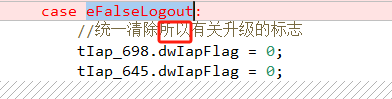 case eFalseLogout:
//统一清除所以有关升级的标志
tIap_698.dwIapFlag = 0;
tIap_645.dwIapFlag = 0;